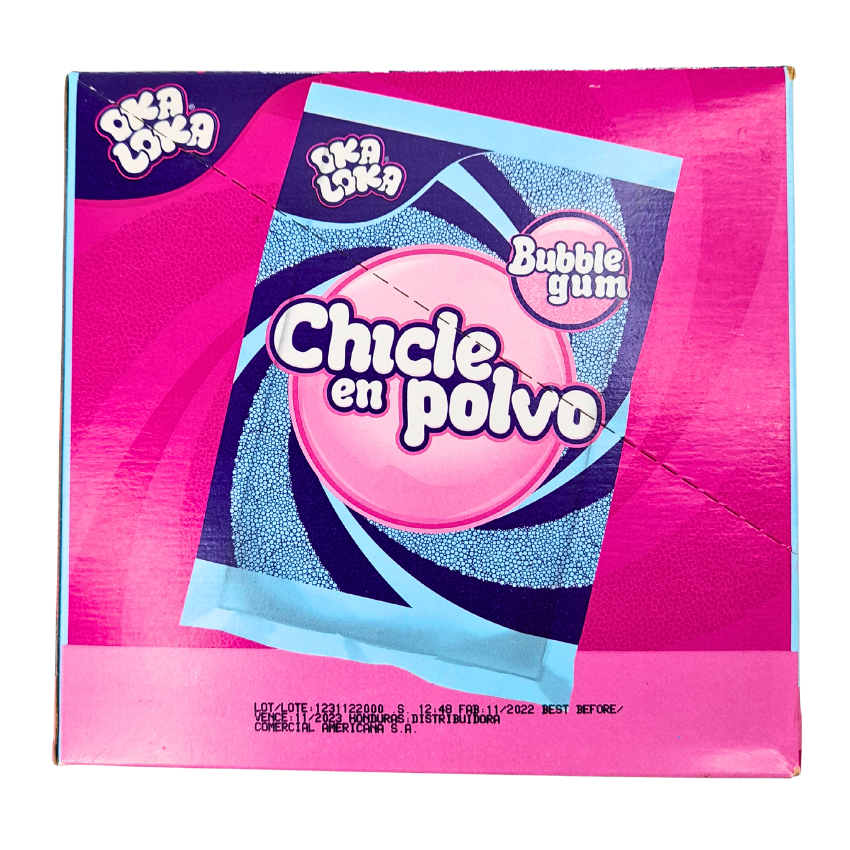 OKA
LOKA®
OKA
LOKA®
Bubble
gum
Chicle
en polvo
LOT/LOTE:1231122000 S. 12:48 FAB:11/2022 BEST BEFORE/
VENCE:11/2023 HONDURAS:DISTRIBUIDORA
COMERCIAL AMERICANA S.A.